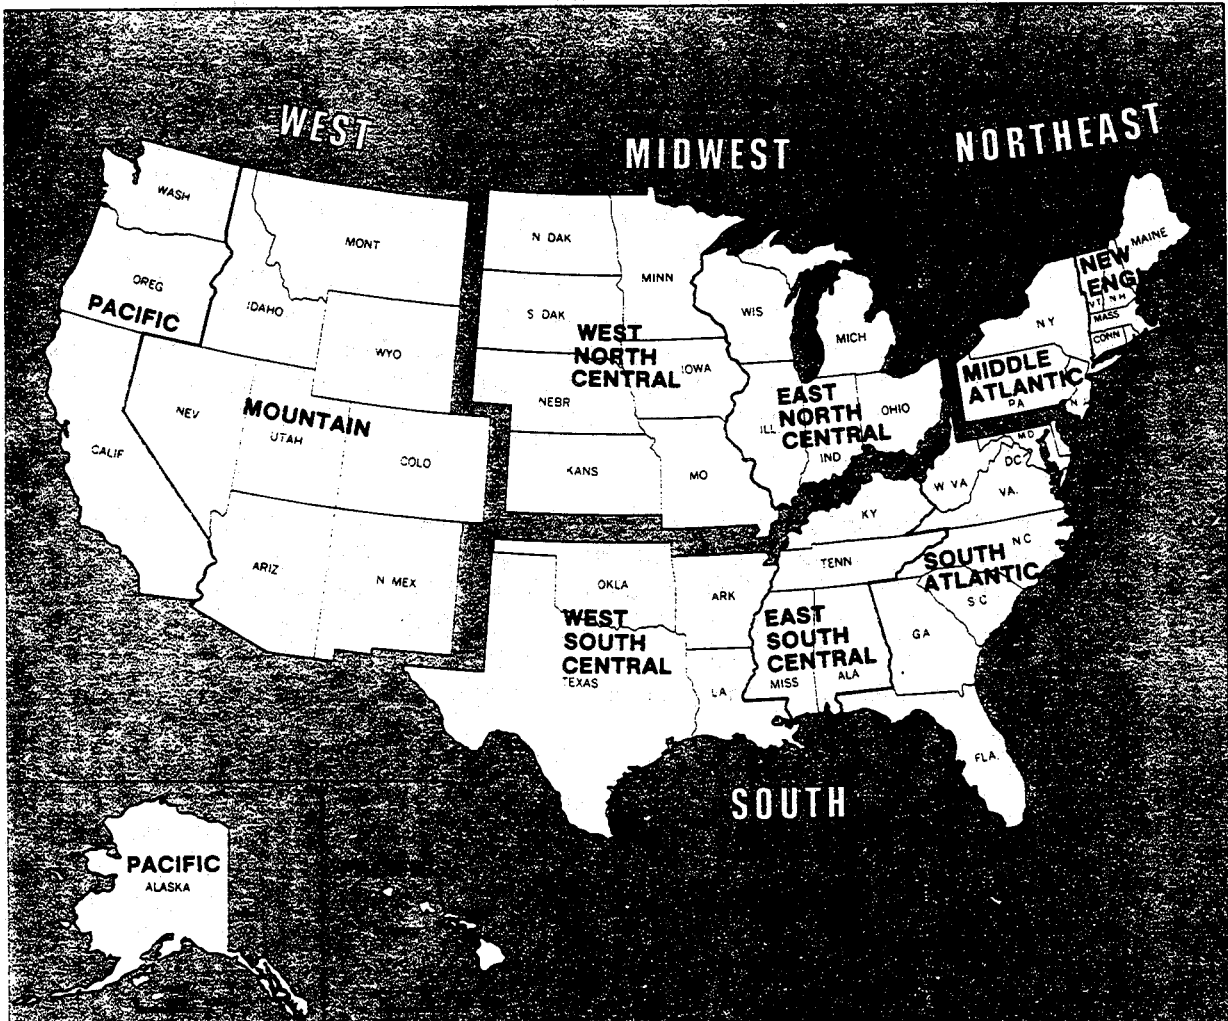 WEST
MIDWEST
NORTHEAST
WASH
MONT
N DAK
MINN
MAINE
OREG
PACIFIC
IDAHO
WYO
S DAK
WIS
MICH
NEW
ENG
VT
NH
MASS
CONN
NY
WEST
NORTH
CENTRAL
IOWA
NEBR
MIDDLE
ATLANTIC
PA
NEV
MOUNTAIN
UTAH
COLO
CALIF
KANS
MO
ILL
EAST
NORTH
CENTRAL
IND
OHIO
MD
DC
W VA
VA.
KY
ARIZ
N MEX
OKLA
ARK
TENN
NC
SOUTH
ATLANTIC
SC
WEST
SOUTH
CENTRAL
TEXAS
LA
EAST
SOUTH
CENTRAL
MISS
ALA
GA
FLA.
SOUTH
PACIFIC
ALASKA